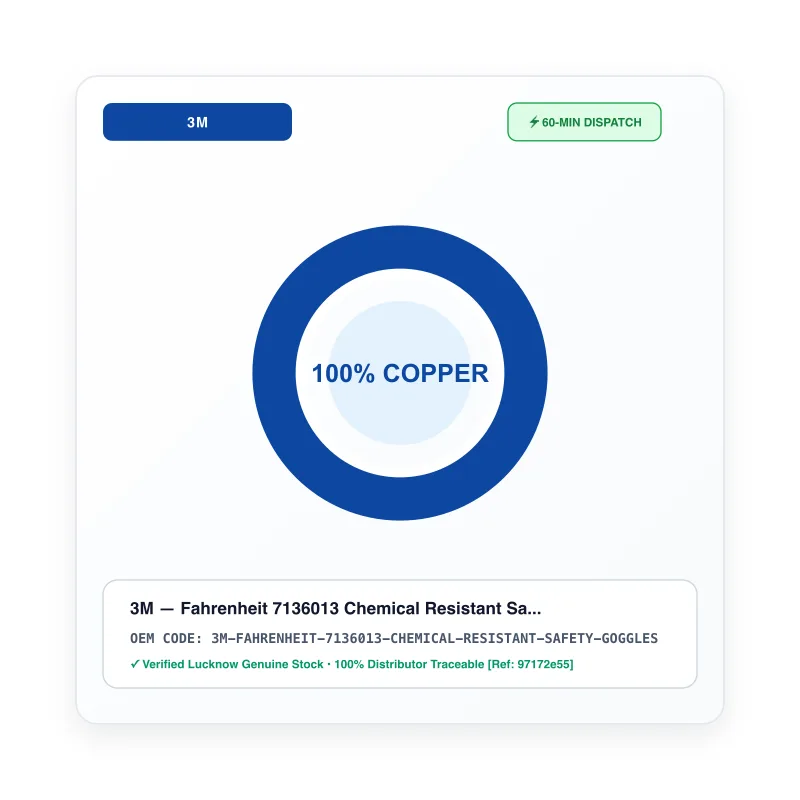 3M
⚡ 60-MIN DISPATCH
100% COPPER
3M — Fahrenheit 7136013 Chemical Resistant Sa...
OEM CODE: 3M-FAHRENHEIT-7136013-CHEMICAL-RESISTANT-SAFETY-GOGGLES
✓ Verified Lucknow Genuine Stock · 100% Distributor Traceable [Ref: 97172e55]